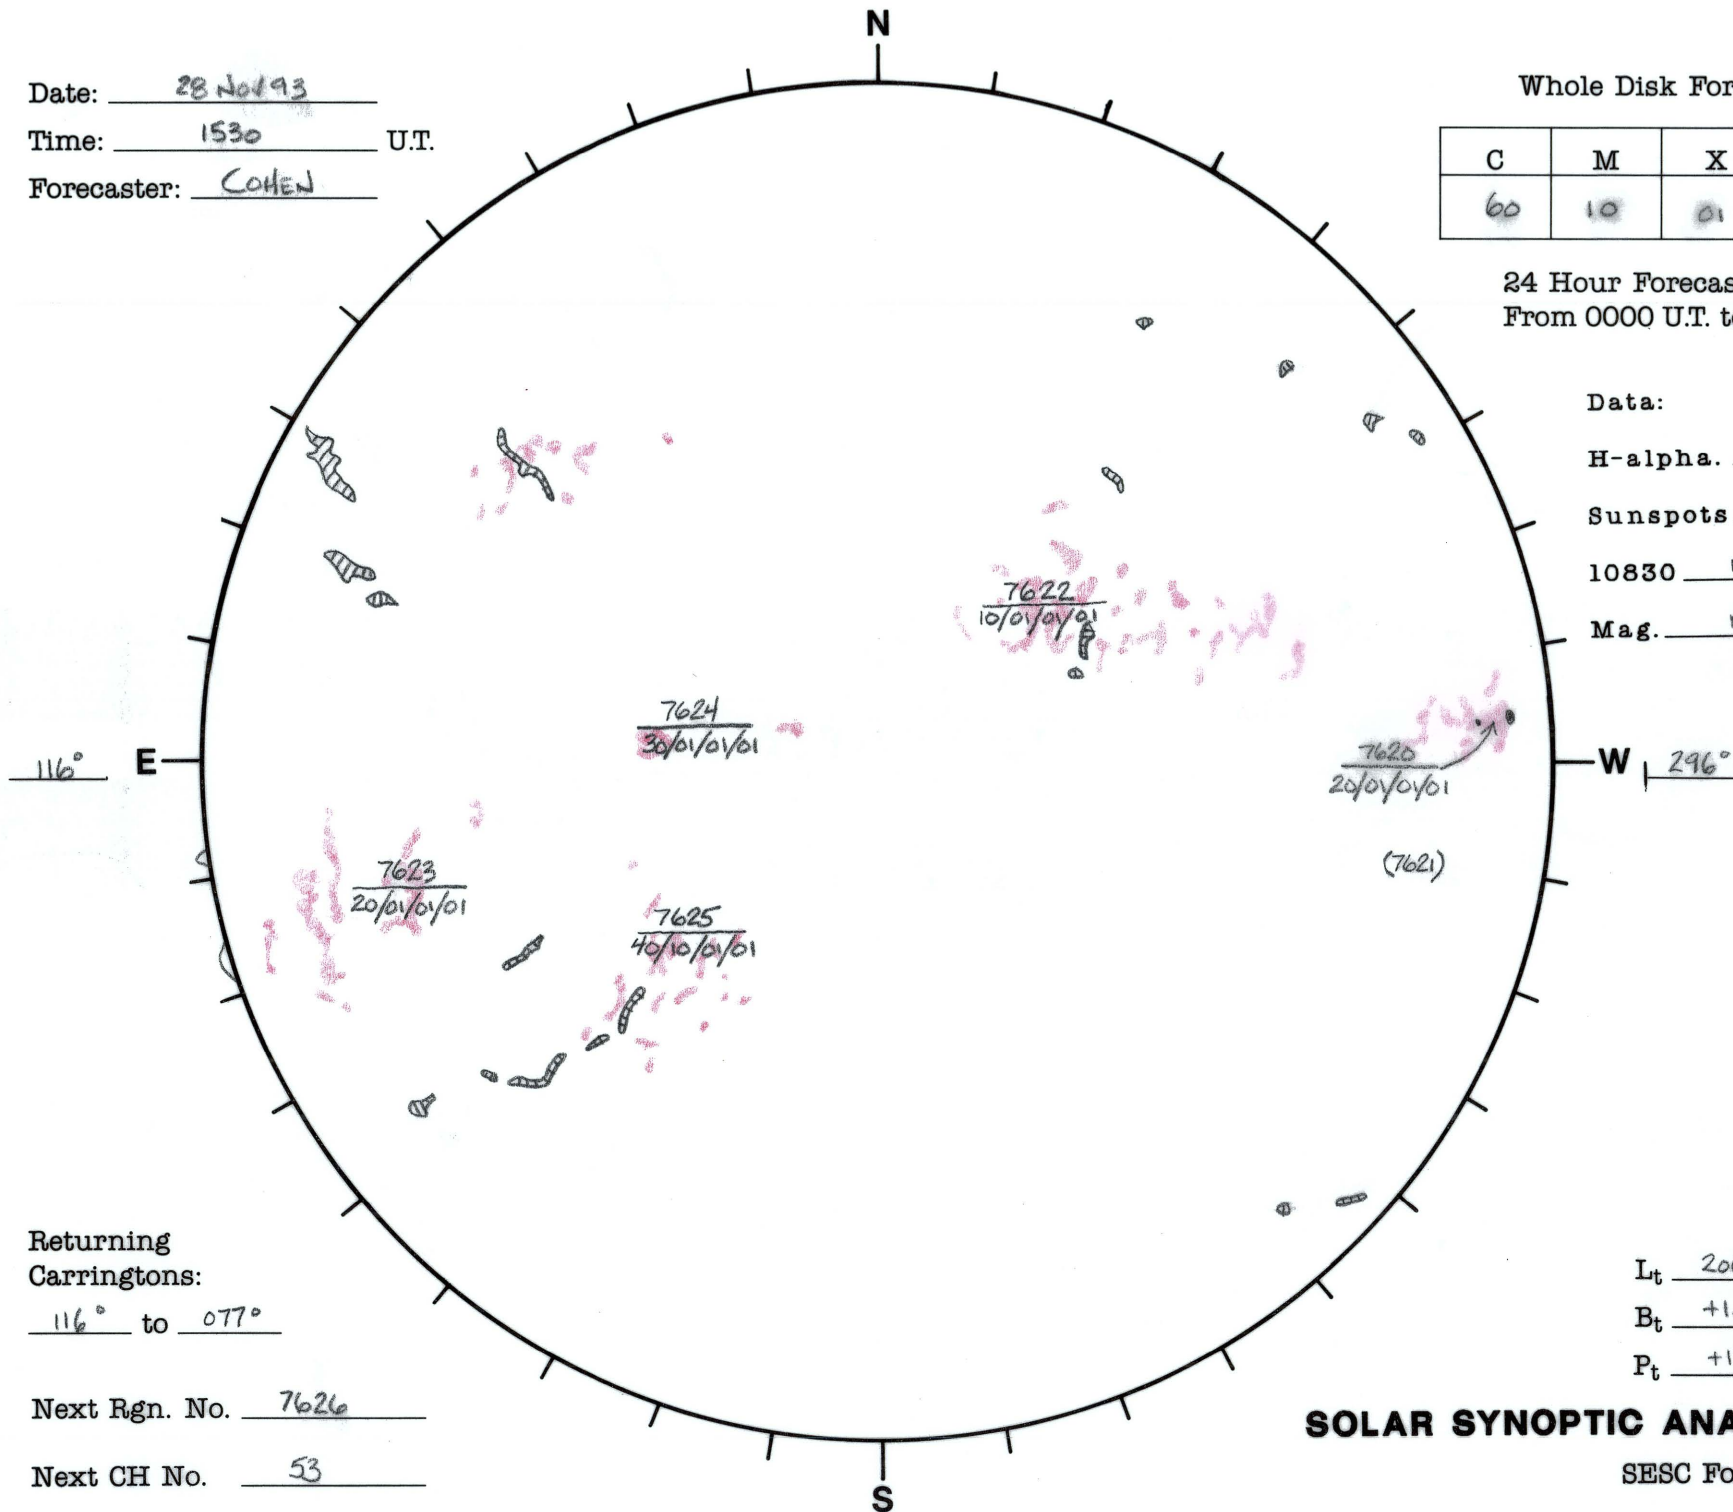 N
Date: 28 Nov 93
Time: 1530 U.T.
Forecaster: COHEN
Whole Disk For
C M X
60 10 01
24 Hour Forecas
From 0000 U.T. t
Data:
H-alpha.
Sunspots
10830
Mag.
7622
10/01/01/01
7624
30/01/01/01
116° E
W 296°
7620
20/01/01/01
(7621)
7623
20/01/01/01
7625
40/10/01/01
Returning
Carringtons:
116° to 077°
Next Rgn. No. 7626
Next CH No. 53
S
Lt 20
Bt +1
Pt +1
SOLAR SYNOPTIC ANA
SESC Fo